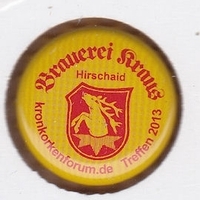 Brauerei Kraus
Hirschaid
kronkorkenforum.de Treffen 2013